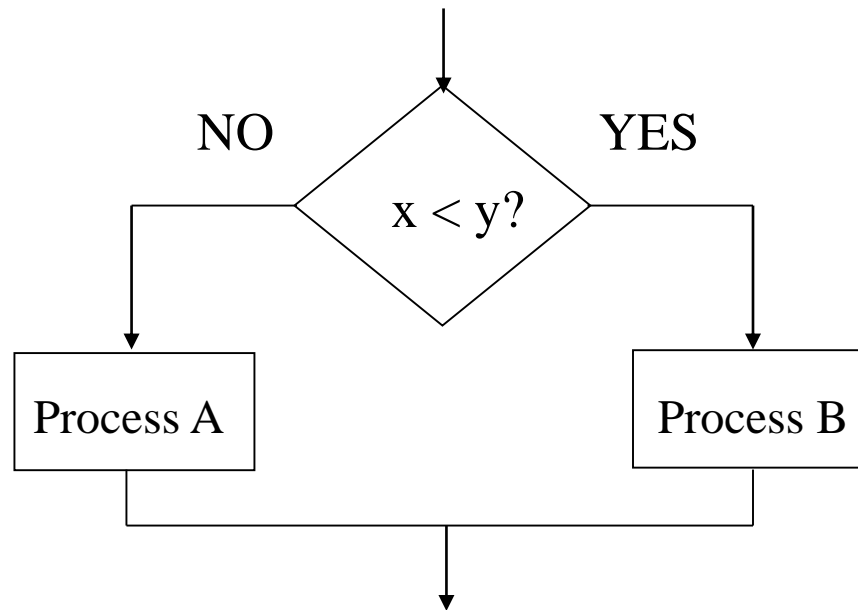 NO
YES
x < y?
Process A
Process B